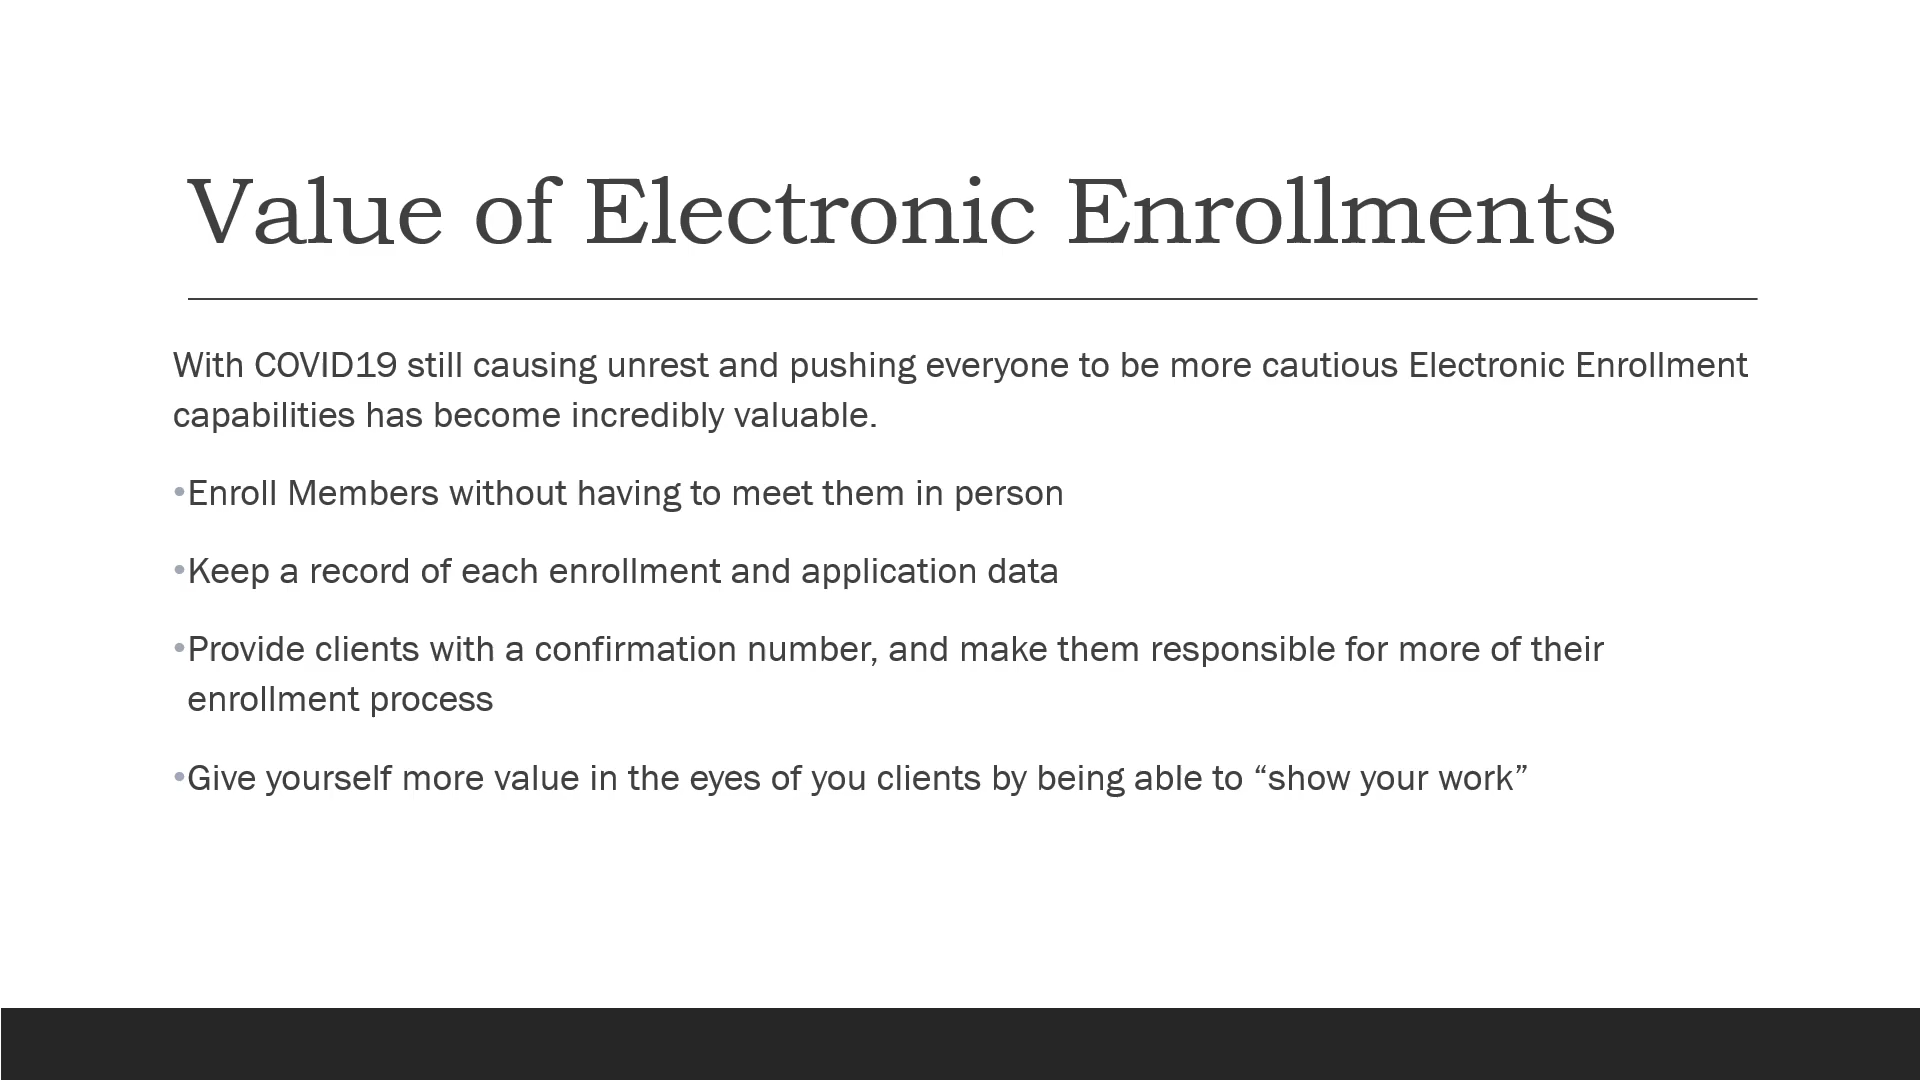 Value of Electronic Enrollments
With COVID19 still causing unrest and pushing everyone to be more cautious Electronic Enrollment
capabilities has become incredibly valuable.
•Enroll Members without having to meet them in person
•Keep a record of each enrollment and application data
•Provide clients with a confirmation number, and make them responsible for more of their
enrollment process
•Give yourself more value in the eyes of you clients by being able to “show your work”